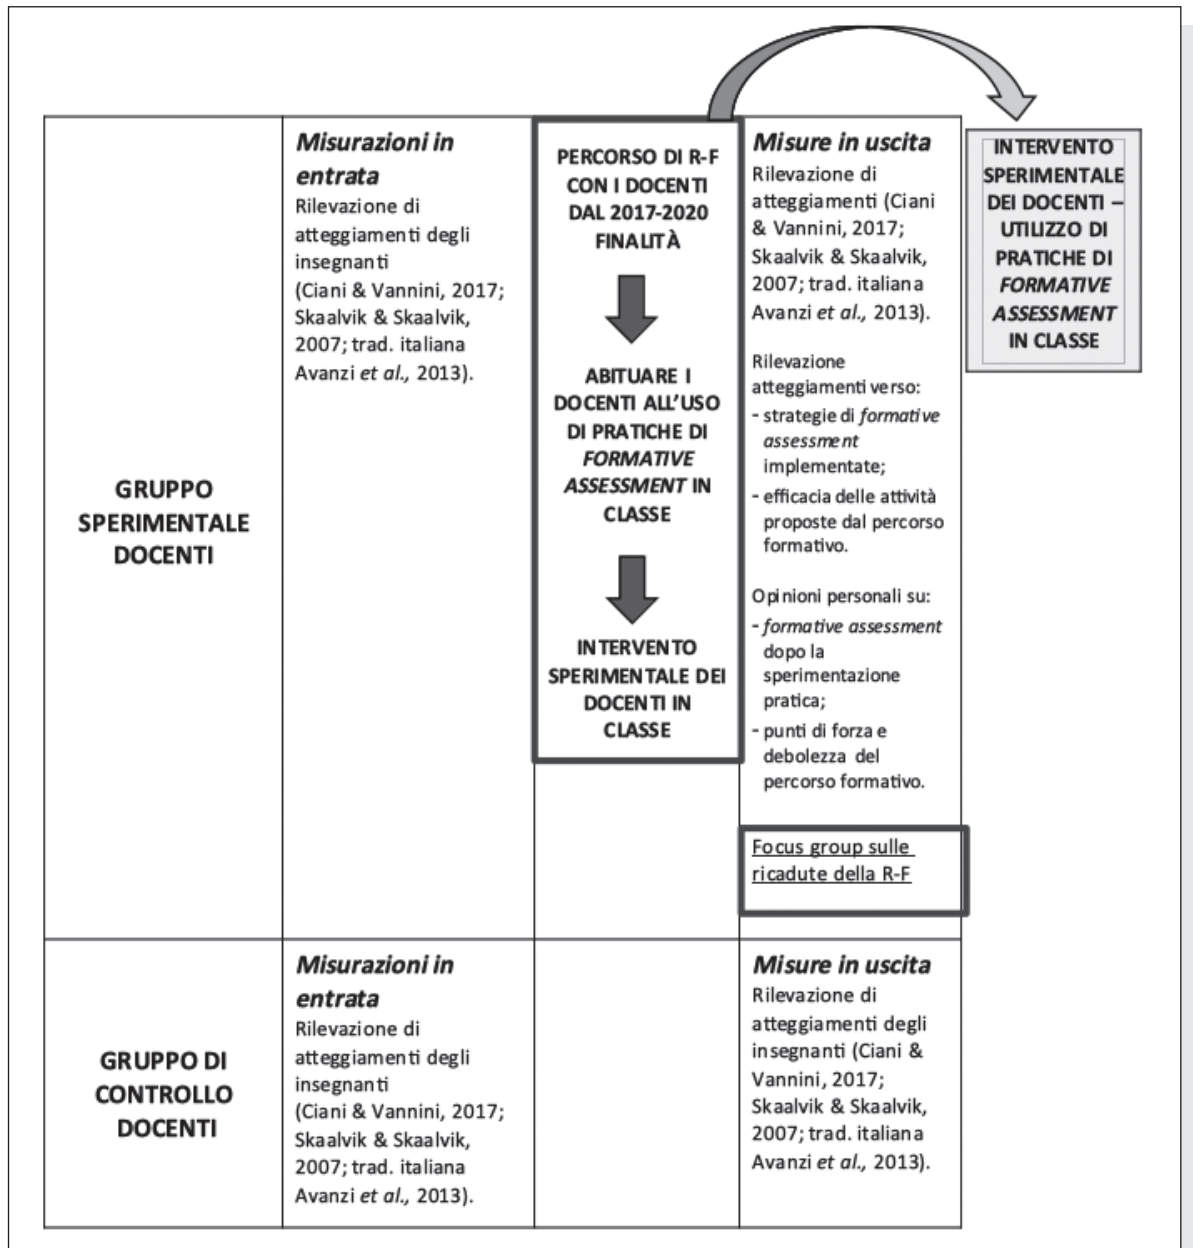 GRUPPO
SPERIMENTALE
DOCENTI
Misurazioni in
entrata
Rilevazione di
atteggiamenti degli
insegnanti
(Ciani & Vannini, 2017;
Skaalvik & Skaalvik,
2007; trad. italiana
Avanzi et al., 2013).
PERCORSO DI R-F
CON I DOCENTI
DAL 2017-2020
FINALITÀ
ABITUARE I
DOCENTI ALL'USO
DI PRATICHE DI
FORMATIVE
ASSESSMENT IN
CLASSE
INTERVENTO
SPERIMENTALE DEI
DOCENTI IN
CLASSE
Misure in uscita
Rilevazione di
atteggiamenti (Ciani
& Vannini, 2017;
Skaalvik & Skaalvik,
2007; trad. italiana
Avanzi et al., 2013).
Rilevazione
atteggiamenti verso:
- strategie di formative
assessment
implementate;
- efficacia delle attività
proposte dal percorso
formativo.
Opinioni personali su:
- formative assessment
dopo la
sperimentazione
pratica;
- punti di forza e
debolezza del
percorso formativo.
Focus group sulle
ricadute della R-F
INTERVENTO
SPERIMENTALE
DEI DOCENTI –
UTILIZZO DI
PRATICHE DI
FORMATIVE
ASSESSMENT
IN CLASSE
GRUPPO DI
CONTROLLO
DOCENTI
Misurazioni in
entrata
Rilevazione di
atteggiamenti degli
insegnanti
(Ciani & Vannini, 2017;
Skaalvik & Skaalvik,
2007; trad. italiana
Avanzi et al., 2013).
Misure in uscita
Rilevazione di
atteggiamenti degli
insegnanti (Ciani &
Vannini, 2017;
Skaalvik & Skaalvik,
2007; trad. italiana
Avanzi et al., 2013).